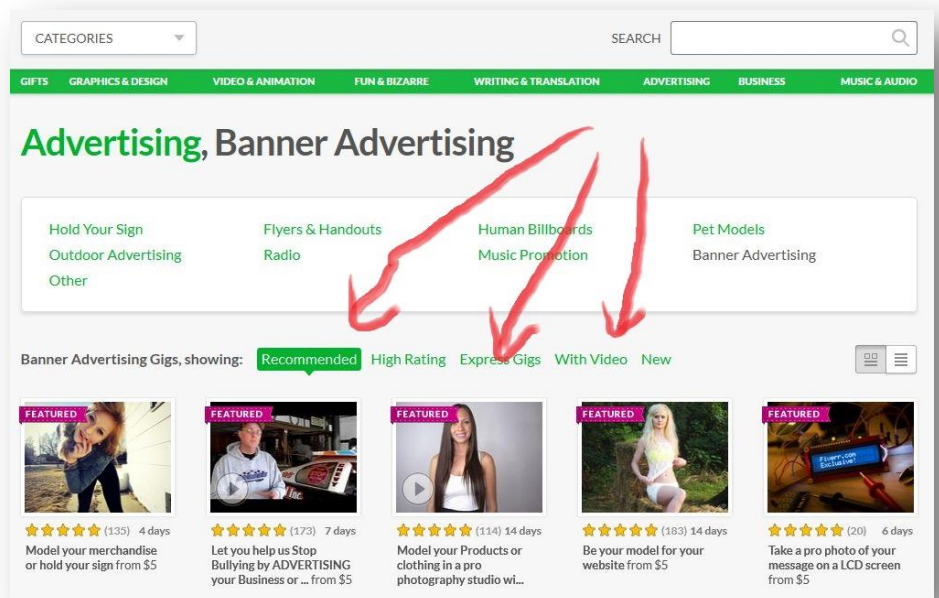 CATEGORIES
SEARCH
GIFTS GRAPHICS & DESIGN VIDEO & ANIMATION FUN & BIZARRE WRITING & TRANSLATION ADVERTISING BUSINESS MUSIC & AUDIO
Advertising, Banner Advertising
Hold Your Sign Flyers & Handouts Human Billboards Pet Models
Outdoor Advertising Radio Music Promotion Banner Advertising
Other
Banner Advertising Gigs, showing: Recommended High Rating Express Gigs With Video New
FEATURED FEATURED FEATURED FEATURED FEATURED
Fiverr.com
Exclusive!
Inc.
(135) 4 days (173) 7 days (114) 14 days (183) 14 days (20) 6 days
Model your merchandise
or hold your sign from $5
Let you help us Stop
Bullying by ADVERTISING
your Business or ... from $5
Model your Products or
clothing in a pro
photography studio wi...
Be your model for your
website from $5
Take a pro photo of your
message on a LCD screen
from $5